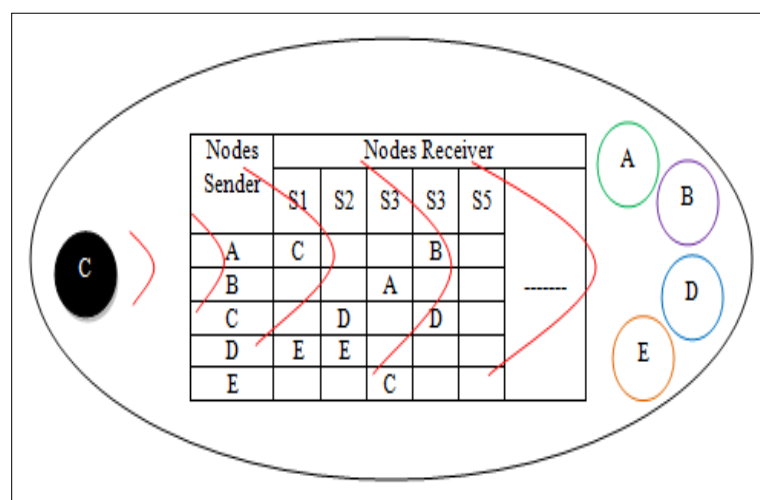 Nodes Sender Nodes Receiver
S1 S2 S3 S3 S5
A C B
B A -------
C D D
D E E
E C
C
A
B
D
E